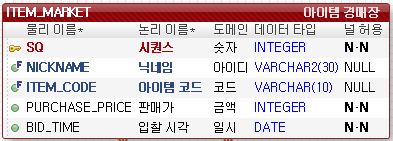 ITEM_MARKET 아이템 경매장
물리 이름* 논리 이름* 도메인 데이터 타입 널 허용
SQ 시퀀스 숫자 INTEGER N-N
NICKNAME 닉네임 아이디 VARCHAR2(30) NULL
ITEM_CODE 아이템 코드 코드 VARCHAR(10) NULL
PURCHASE_PRICE 판매가 금액 INTEGER N-N
BID_TIME 입찰 시각 일시 DATE N-N